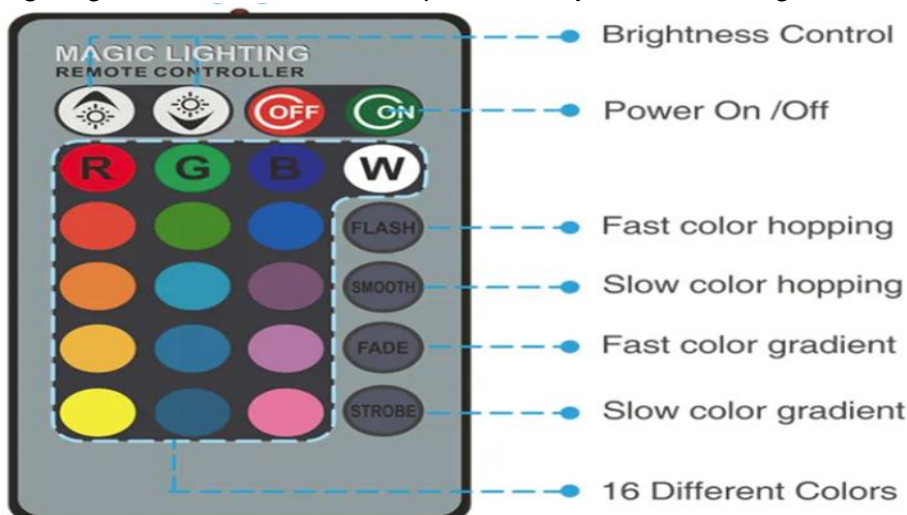 MAGIC LIGHTING
REMOTE CONTROLLER
Brightness Control
OFF
ON
Power On /Off
R
G
B
W
FLASH
Fast color hopping
SMOOTH
Slow color hopping
FADE
Fast color gradient
STROBE
Slow color gradient
16 Different Colors